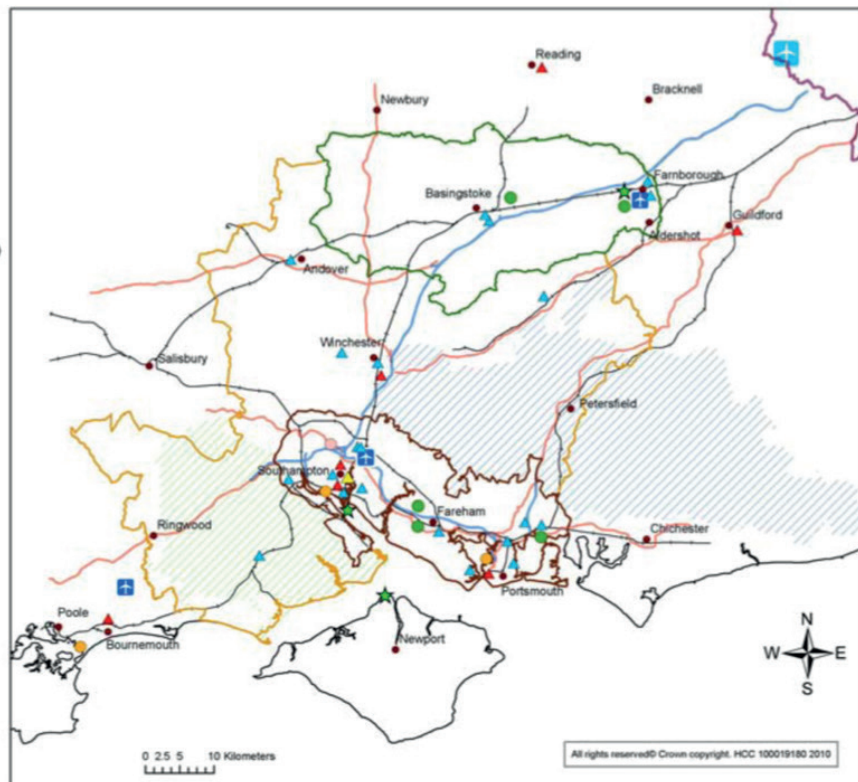 Reading
Bracknell
Newbury
Farnborough
Basingstoke
Guildford
Aldershot
Andover
Winchester
Salisbury
Petersfield
Southampton
Fareham
Ringwood
Chichester
Portsmouth
Poole
Bournemouth
Newport
N
W E
S
0 2.5 5 10 Kilometers
All rights reserved© Crown copyright. HCC 100019180 2010